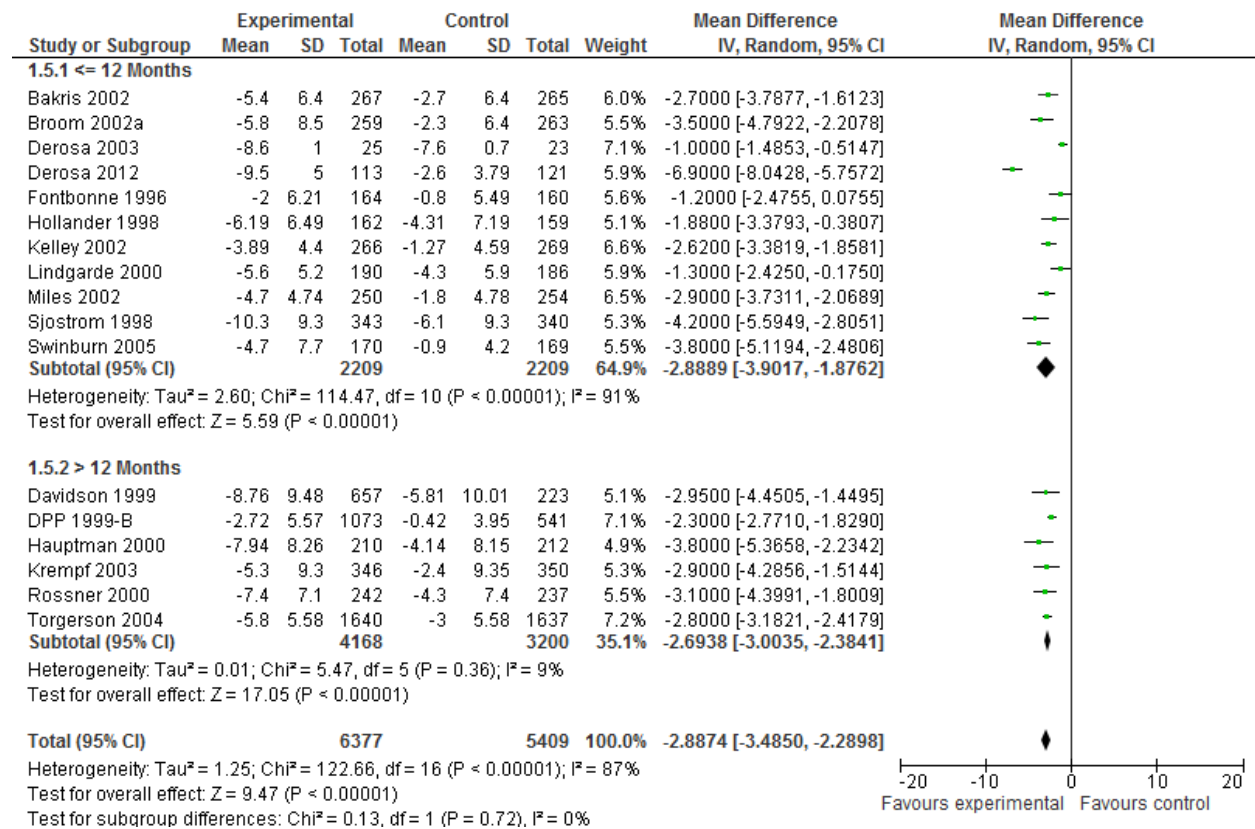 Experimental Control Mean Difference Mean Difference
Study or Subgroup Mean SD Total Mean SD Total Weight IV, Random, 95% CI IV, Random, 95% CI
1.5.1 <= 12 Months
Bakris 2002 -5.4 6.4 267 -2.7 6.4 265 6.0% -2.7000 [-3.7877, -1.6123]
Broom 2002a -5.8 8.5 259 -2.3 6.4 263 5.5% -3.5000 [-4.7922, -2.2078]
Derosa 2003 -8.6 1 25 -7.6 0.7 23 7.1% -1.0000 [-1.4853, -0.5147]
Derosa 2012 -9.5 5 113 -2.6 3.79 121 5.9% -6.9000 [-8.0428, -5.7572]
Fontbonne 1996 -2 6.21 164 -0.8 5.49 160 5.6% -1.2000 [-2.4755, 0.0755]
Hollander 1998 -6.19 6.49 162 -4.31 7.19 159 5.1% -1.8800 [-3.3793, -0.3807]
Kelley 2002 -3.89 4.4 266 -1.27 4.59 269 6.6% -2.6200 [-3.3819, -1.8581]
Lindgarde 2000 -5.6 5.2 190 -4.3 5.9 186 5.9% -1.3000 [-2.4250, -0.1750]
Miles 2002 -4.7 4.74 250 -1.8 4.78 254 6.5% -2.9000 [-3.7311, -2.0689]
Sjostrom 1998 -10.3 9.3 343 -6.1 9.3 340 5.3% -4.2000 [-5.5949, -2.8051]
Swinburn 2005 -4.7 7.7 170 -0.9 4.2 169 5.5% -3.8000 [-5.1194, -2.4806]
Subtotal (95% CI) 2209 2209 64.9% -2.8889 [-3.9017, -1.8762]
Heterogeneity: Tau² = 2.60; Chi² = 114.47, df = 10 (P < 0.00001); I² = 91%
Test for overall effect: Z = 5.59 (P < 0.00001)
1.5.2 > 12 Months
Davidson 1999 -8.76 9.48 657 -5.81 10.01 223 5.1% -2.9500 [-4.4505, -1.4495]
DPP 1999-B -2.72 5.57 1073 -0.42 3.95 541 7.1% -2.3000 [-2.7710, -1.8290]
Hauptman 2000 -7.94 8.26 210 -4.14 8.15 212 4.9% -3.8000 [-5.3658, -2.2342]
Krempf 2003 -5.3 9.3 346 -2.4 9.35 350 5.3% -2.9000 [-4.2856, -1.5144]
Rossner 2000 -7.4 7.1 242 -4.3 7.4 237 5.5% -3.1000 [-4.3991, -1.8009]
Torgerson 2004 -5.8 5.58 1640 -3 5.58 1637 7.2% -2.8000 [-3.1821, -2.4179]
Subtotal (95% CI) 4168 3200 35.1% -2.6938 [-3.0035, -2.3841]
Heterogeneity: Tau² = 0.01; Chi² = 5.47, df = 5 (P = 0.36); I² = 9%
Test for overall effect: Z = 17.05 (P < 0.00001)
Total (95% CI) 6377 5409 100.0% -2.8874 [-3.4850, -2.2898]
Heterogeneity: Tau² = 1.25; Chi² = 122.66, df = 16 (P < 0.00001); I² = 87%
Test for overall effect: Z = 9.47 (P < 0.00001)
Test for subgroup differences: Chi² = 0.13, df = 1 (P = 0.72), I² = 0%
-20 -10 0 10 20
Favours experimental Favours control